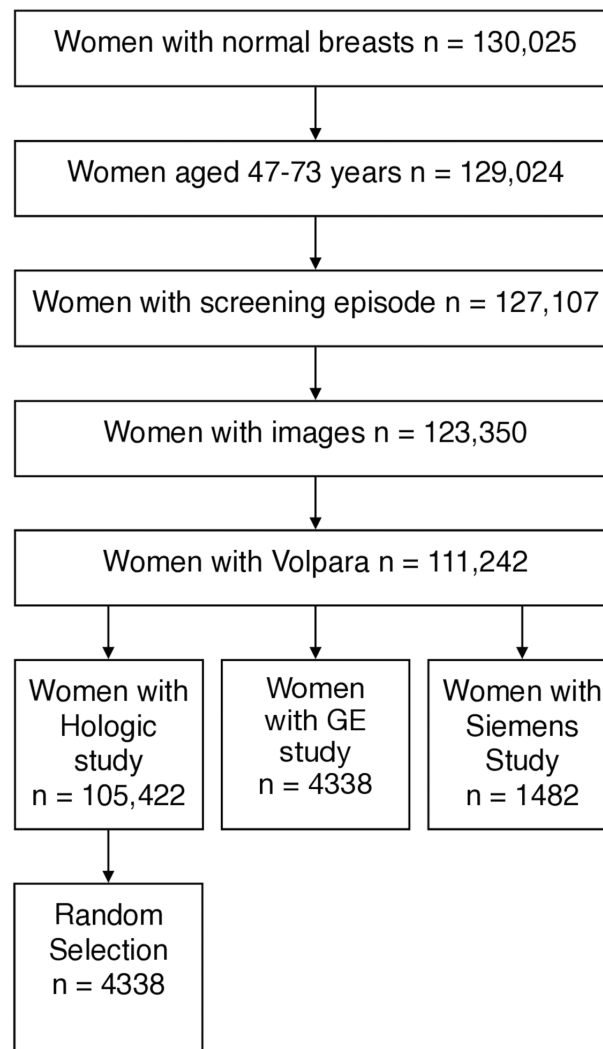 Women with normal breasts n = 130,025
Women aged 47-73 years n = 129,024
Women with screening episode n = 127,107
Women with images n = 123,350
Women with Volpara n = 111,242
Women with
Hologic
study
n = 105,422
Women
with GE
study
n = 4338
Women with
Siemens
Study
n = 1482
Random
Selection
n = 4338